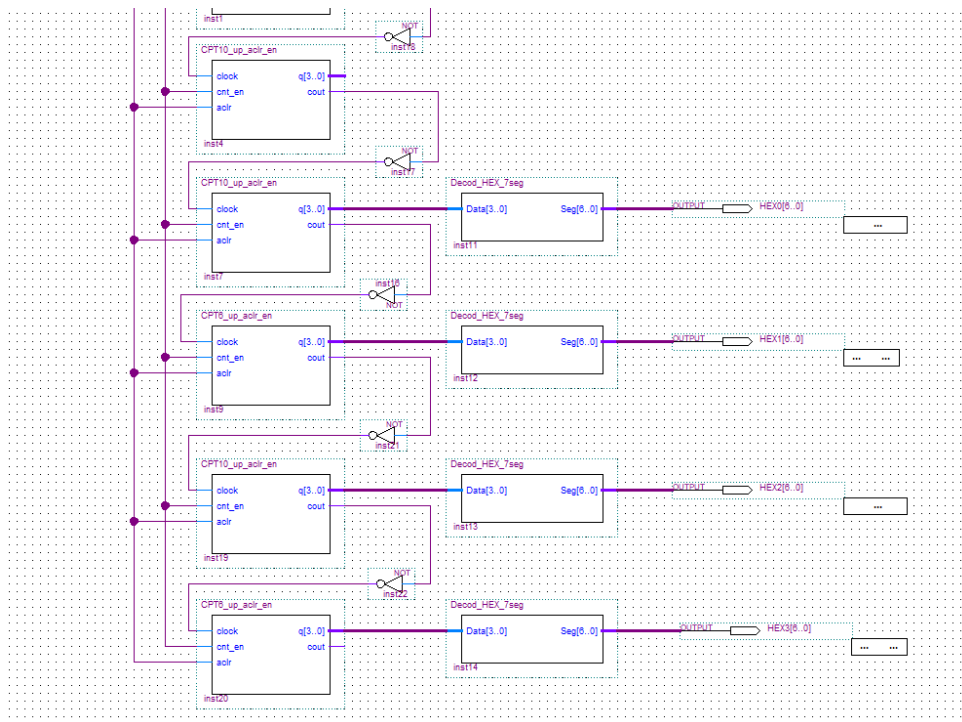 inst1
NOT
inst18
CPT10_up_aclr_en
clock q[3..0]
cnt_en cout
aclr
inst4
NOT
inst17
CPT10_up_aclr_en Decod_HEX_7seg
clock q[3..0] Data[3..0] Seg[6..0] OUTPUT HEX0[6..0]
cnt_en cout
aclr
inst11
inst7
inst16
NOT
CPT6_up_aclr_en Decod_HEX_7seg
clock q[3..0] Data[3..0] Seg[6..0] OUTPUT HEX1[6..0]
cnt_en cout
aclr
inst12
inst9
NOT
inst21
CPT10_up_aclr_en Decod_HEX_7seg
clock q[3..0] Data[3..0] Seg[6..0] OUTPUT HEX2[6..0]
cnt_en cout
aclr
inst13
inst19
NOT
inst22
CPT6_up_aclr_en Decod_HEX_7seg
clock q[3..0] Data[3..0] Seg[6..0] OUTPUT HEX3[6..0]
cnt_en cout
aclr
inst14
inst20